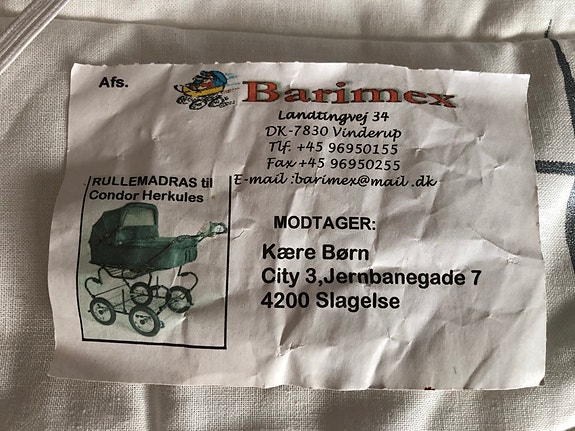 Afs.
Barimex
Landtingvej 34
DK-7830 Vinderup
Tlf. +45 96950155
Fax +45 96950255
E-mail :barimex@mail .dk
RULLEMADRAS til
Condor Herkules
MODTAGER:
Kære Børn
City 3,Jernbanegade 7
4200 Slagelse